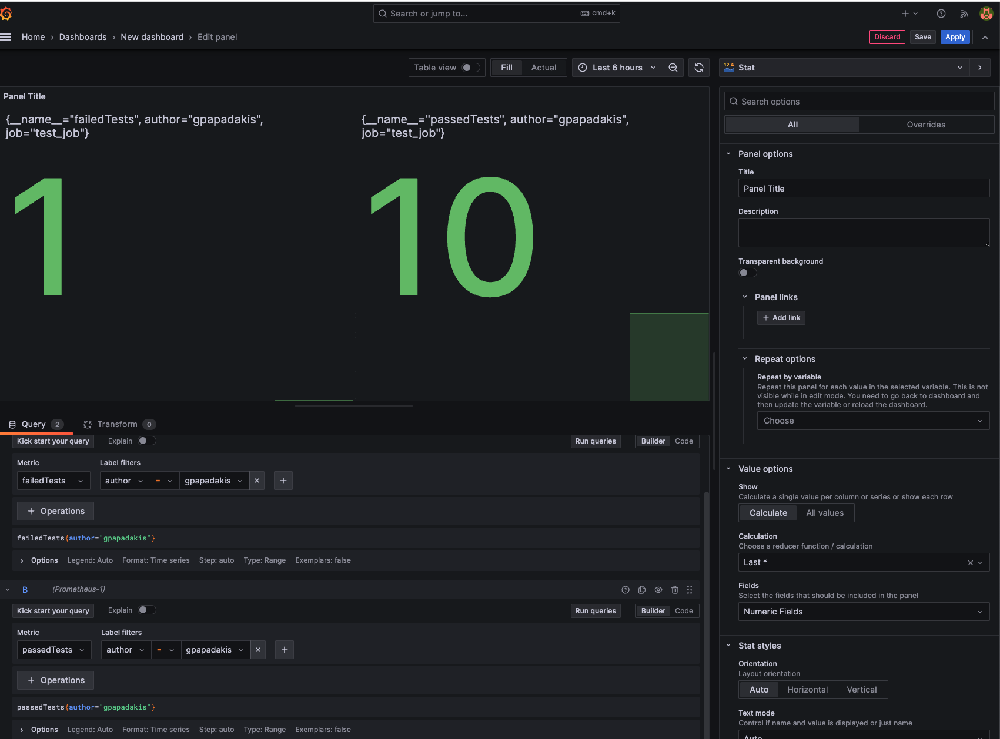 Search or jump to...
cmd+k
Home › Dashboards › New dashboard › Edit panel
Discard
Save
Apply
Table view
Fill
Actual
Last 6 hours
12.4
Stat
Panel Title
{__name__="failedTests", author="gpapadakis",
job="test_job"}
1
{__name__="passedTests", author="gpapadakis",
job="test_job"}
10
Query 2
Transform 0
Kick start your query
Explain
Run queries
Builder
Code
Metric
Label filters
failedTests
author
=
gpapadakis
+ Operations
failedTests{author="gpapadakis"}
Options Legend: Auto Format: Time series Step: auto Type: Range Exemplars: false
B (Prometheus-1)
Kick start your query
Explain
Run queries
Builder
Code
Metric
Label filters
passedTests
author
=
gpapadakis
+ Operations
passedTests{author="gpapadakis"}
Options Legend: Auto Format: Time series Step: auto Type: Range Exemplars: false
Search options
All
Overrides
Panel options
Title
Panel Title
Description
Transparent background
Panel links
+ Add link
Repeat options
Repeat by variable
Repeat this panel for each value in the selected variable. This is not
visible while in edit mode. You need to go back to dashboard and
then update the variable or reload the dashboard.
Choose
Value options
Show
Calculate a single value per column or series or show each row
Calculate
All values
Calculation
Choose a reducer function / calculation
Last *
Fields
Select the fields that should be included in the panel
Numeric Fields
Stat styles
Orientation
Layout orientation
Auto
Horizontal
Vertical
Text mode
Control if name and value is displayed or just name
Auto